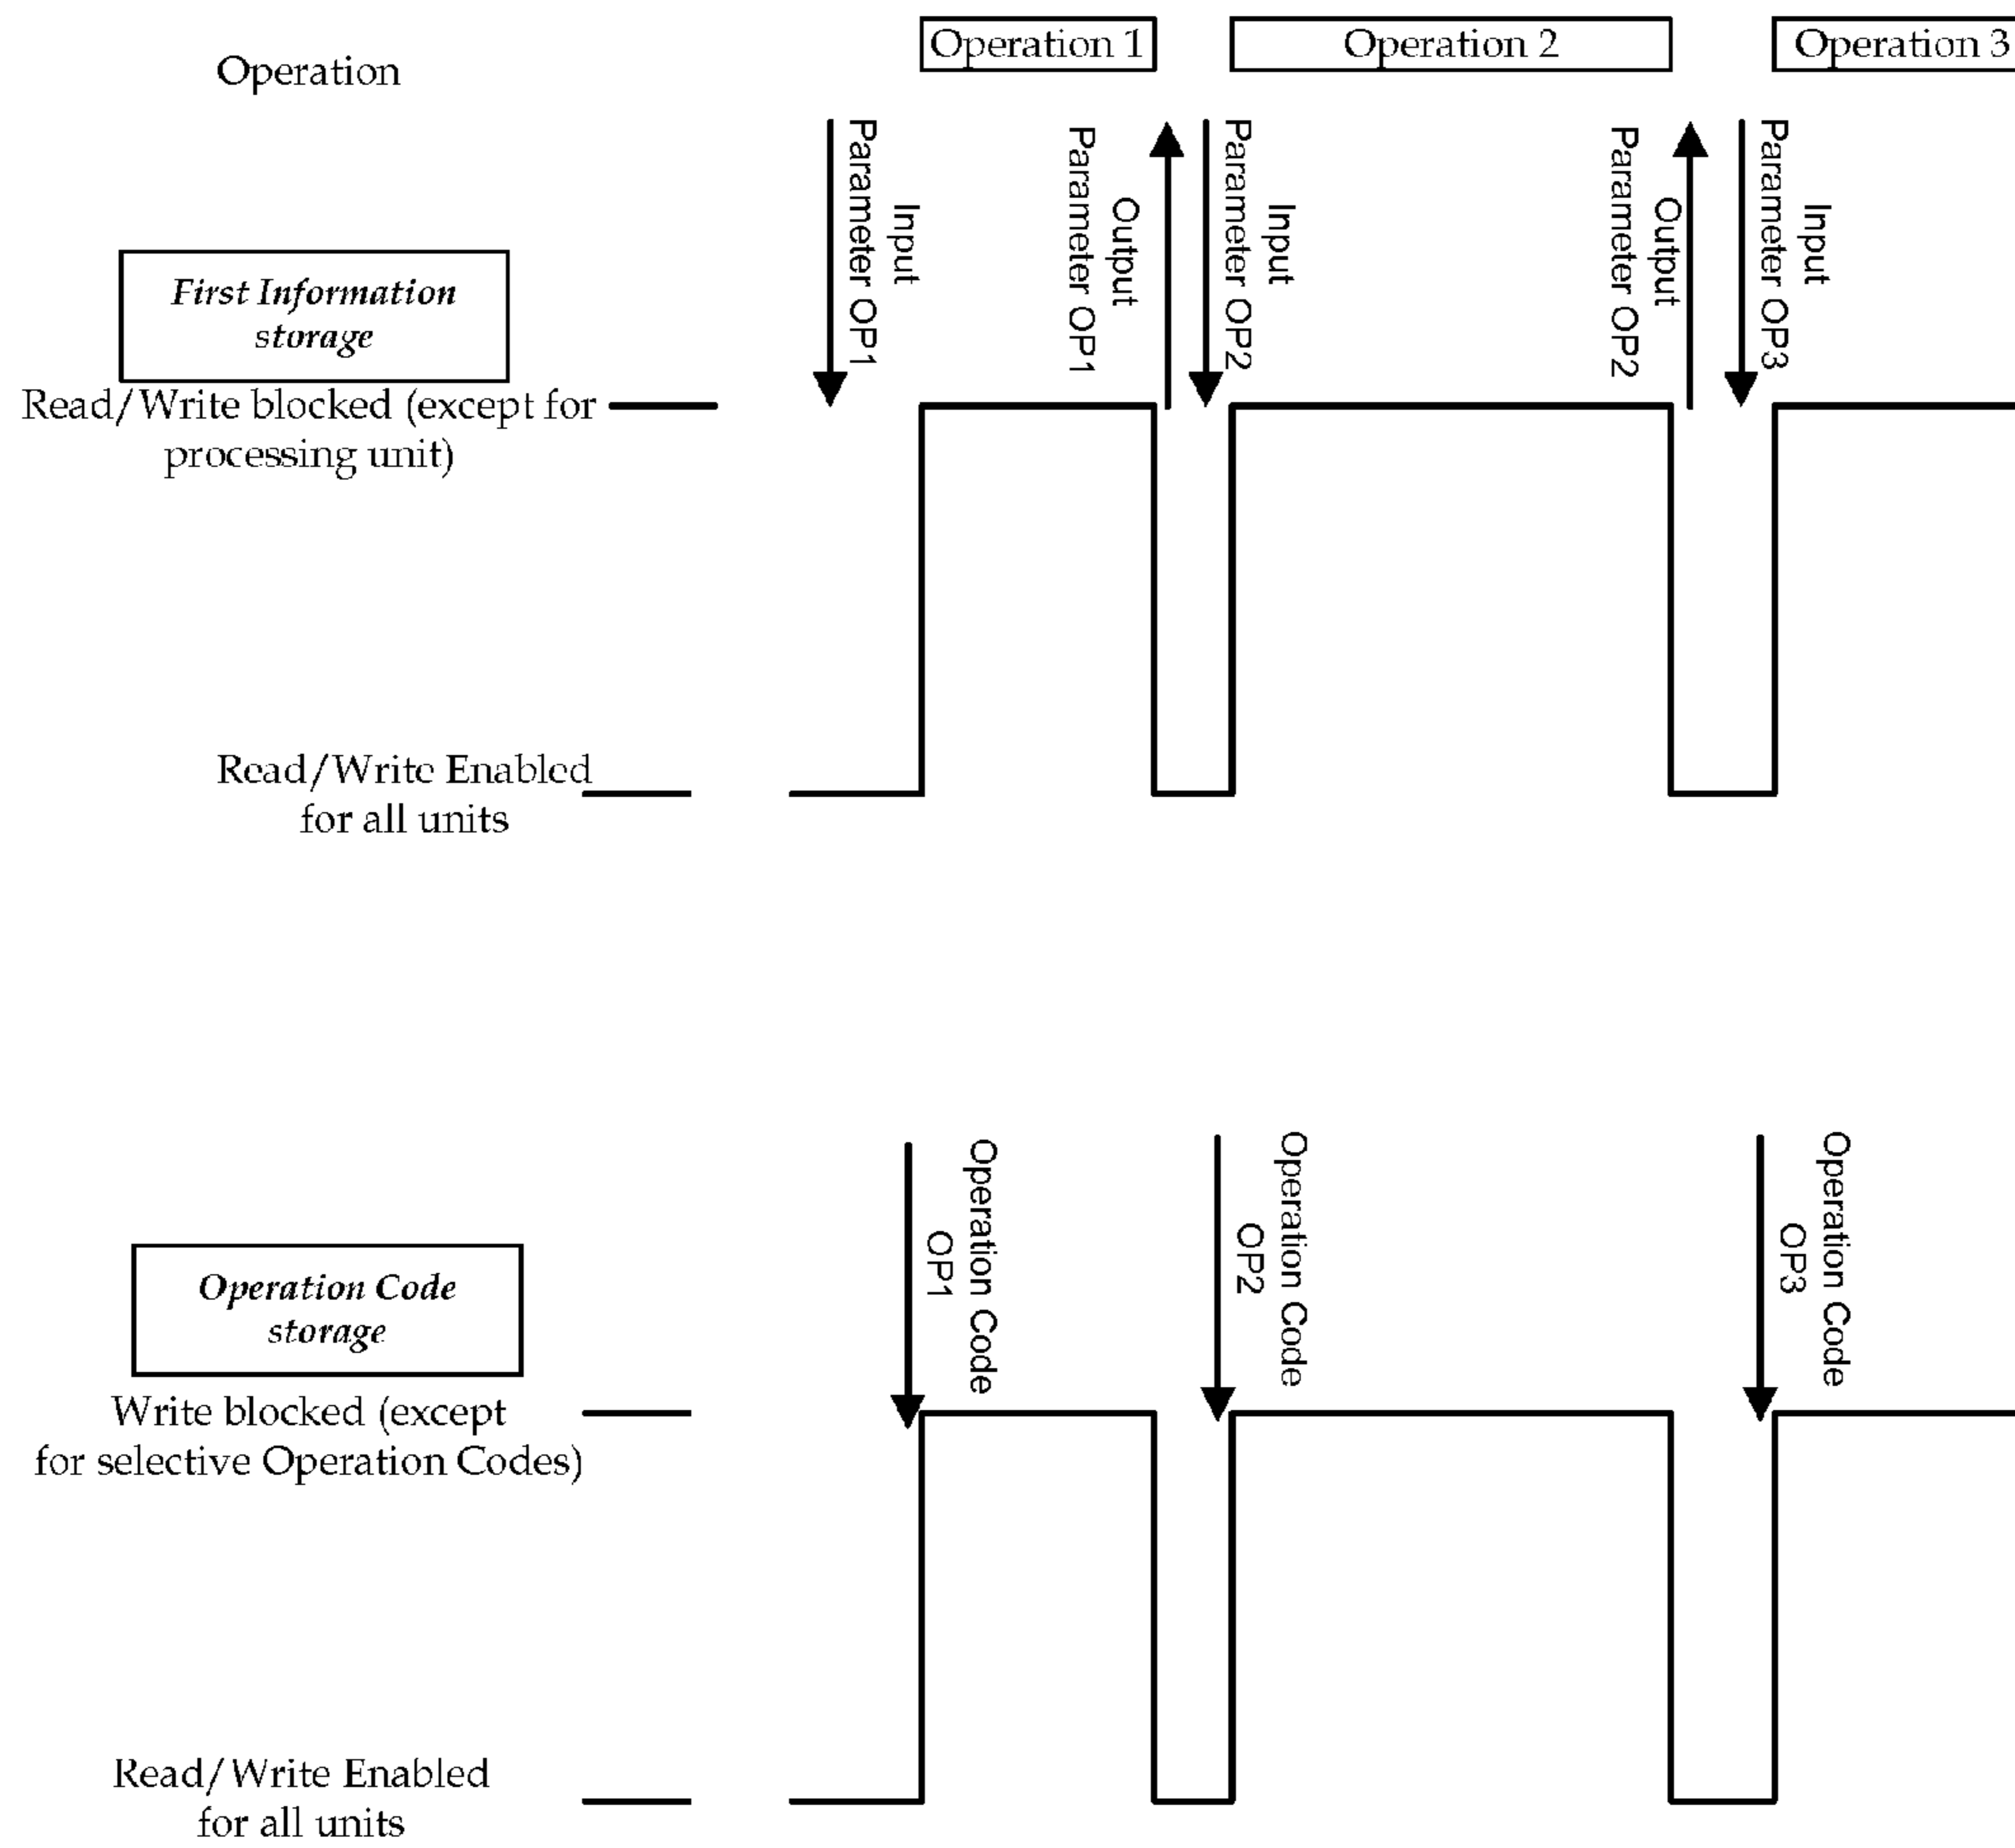 Operation
Operation 1
Operation 2
Operation 3
Input
Parameter OP1
Output
Parameter OP1
Input
Parameter OP2
Output
Parameter OP2
Input
Parameter OP3
First Information
storage
Read/Write blocked (except for
processing unit)
Read/Write Enabled
for all units
Operation Code
OP1
Operation Code
OP2
Operation Code
OP3
Operation Code
storage
Write blocked (except
for selective Operation Codes)
Read/Write Enabled
for all units